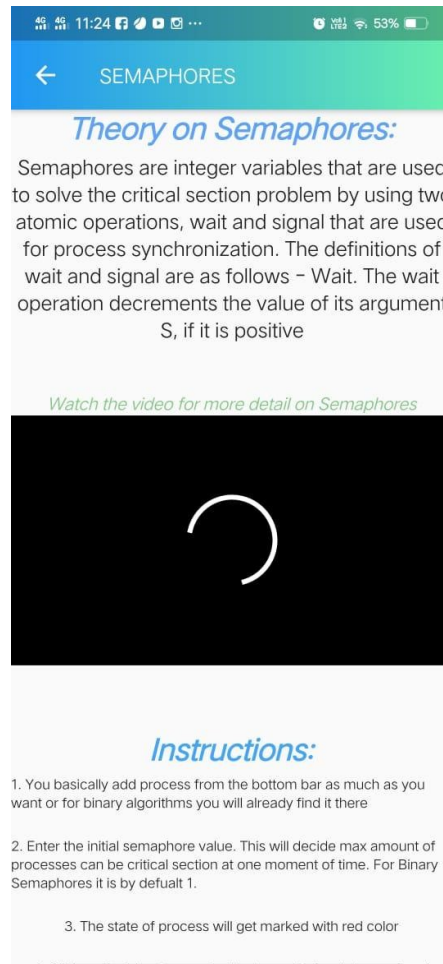 4G 4G 11:24 ... VoD LTE2 53%
SEMAPHORES
Theory on Semaphores:
Semaphores are integer variables that are used
to solve the critical section problem by using two
atomic operations, wait and signal that are used
for process synchronization. The definitions of
wait and signal are as follows - Wait. The wait
operation decrements the value of its argument
S, if it is positive
Watch the video for more detail on Semaphores
Instructions:
1. You basically add process from the bottom bar as much as you
want or for binary algorithms you will already find it there
2. Enter the initial semaphore value. This will decide max amount of
processes can be critical section at one moment of time. For Binary
Semaphores it is by defualt 1.
3. The state of process will get marked with red color